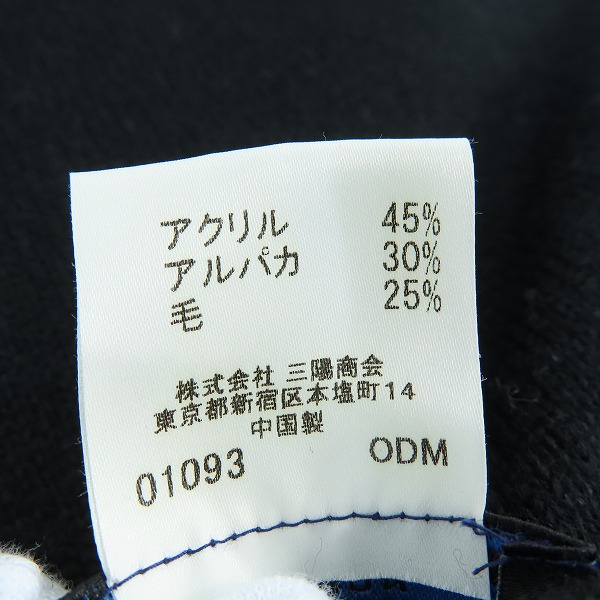 アクリル 45%
アルパカ 30%
毛 25%
株式会社 三陽商会
東京都新宿区本塩町14
中国製
01093 ODM